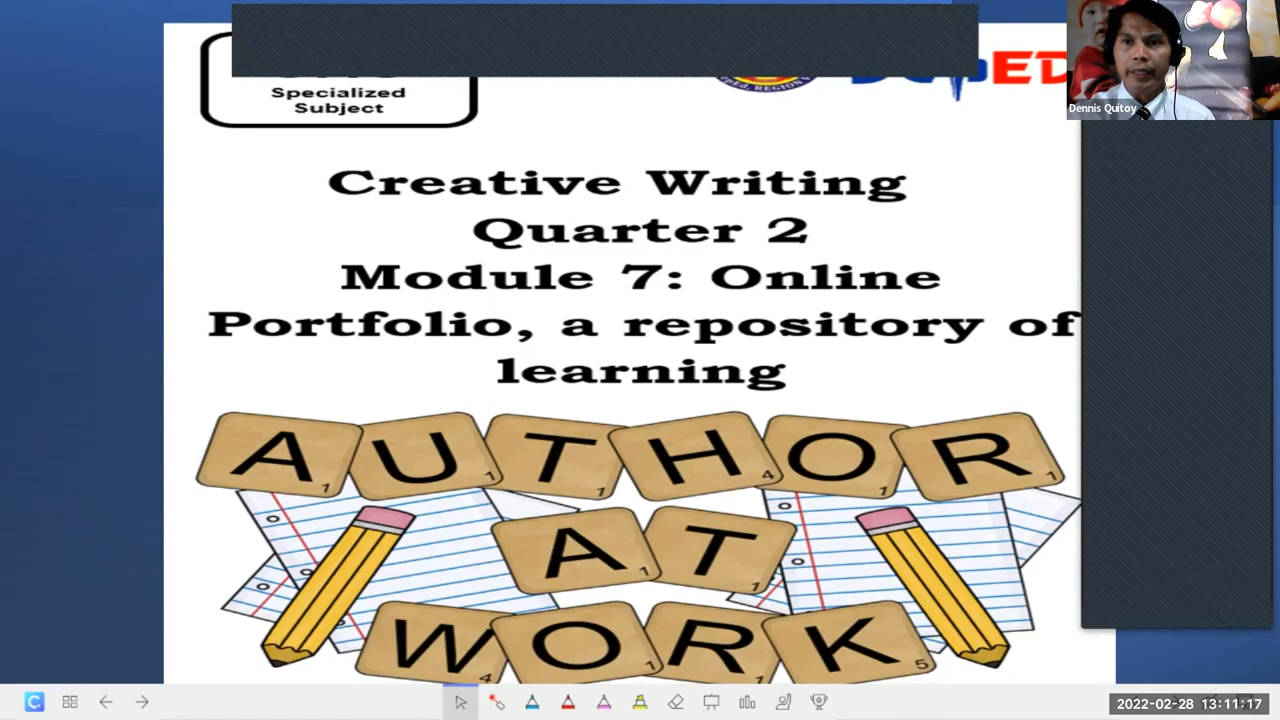 Specialized
Subject
DepED
Dennis Quitoy
Creative Writing
Quarter 2
Module 7: Online
Portfolio, a repository of
learning
AUTHOR
AT
WORK
2022-02-28 13:11:17